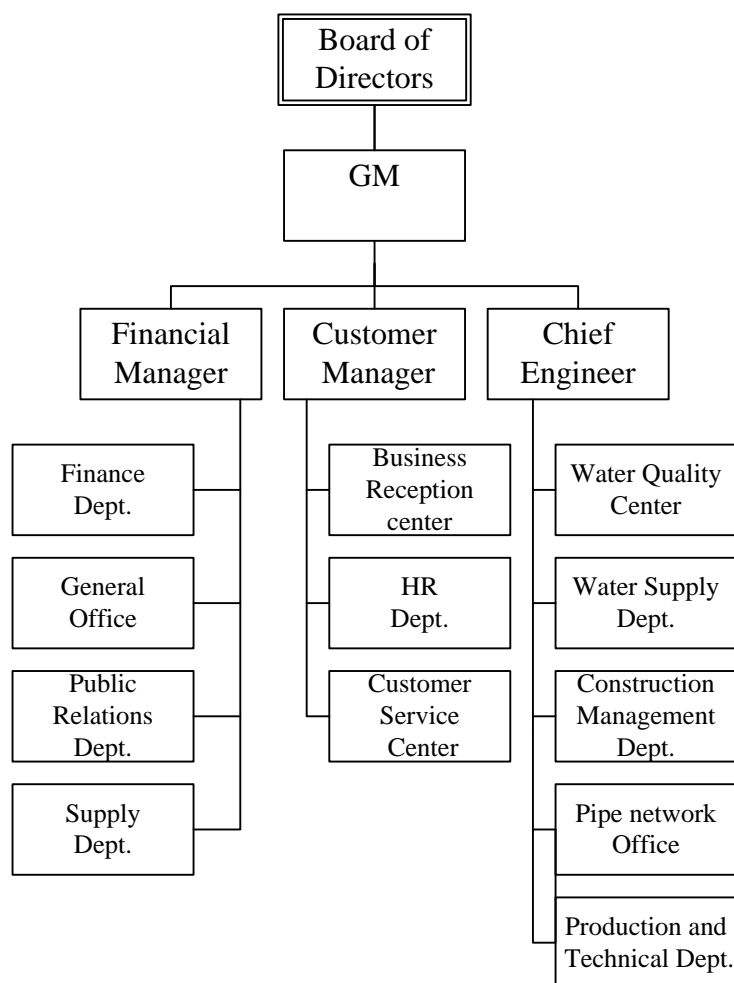 Board of
Directors
GM
Financial
Manager
Customer
Manager
Chief
Engineer
Finance
Dept.
General
Office
Public
Relations
Dept.
Supply
Dept.
Business
Reception
center
HR
Dept.
Customer
Service
Center
Water Quality
Center
Water Supply
Dept.
Construction
Management
Dept.
Pipe network
Office
Production and
Technical Dept.